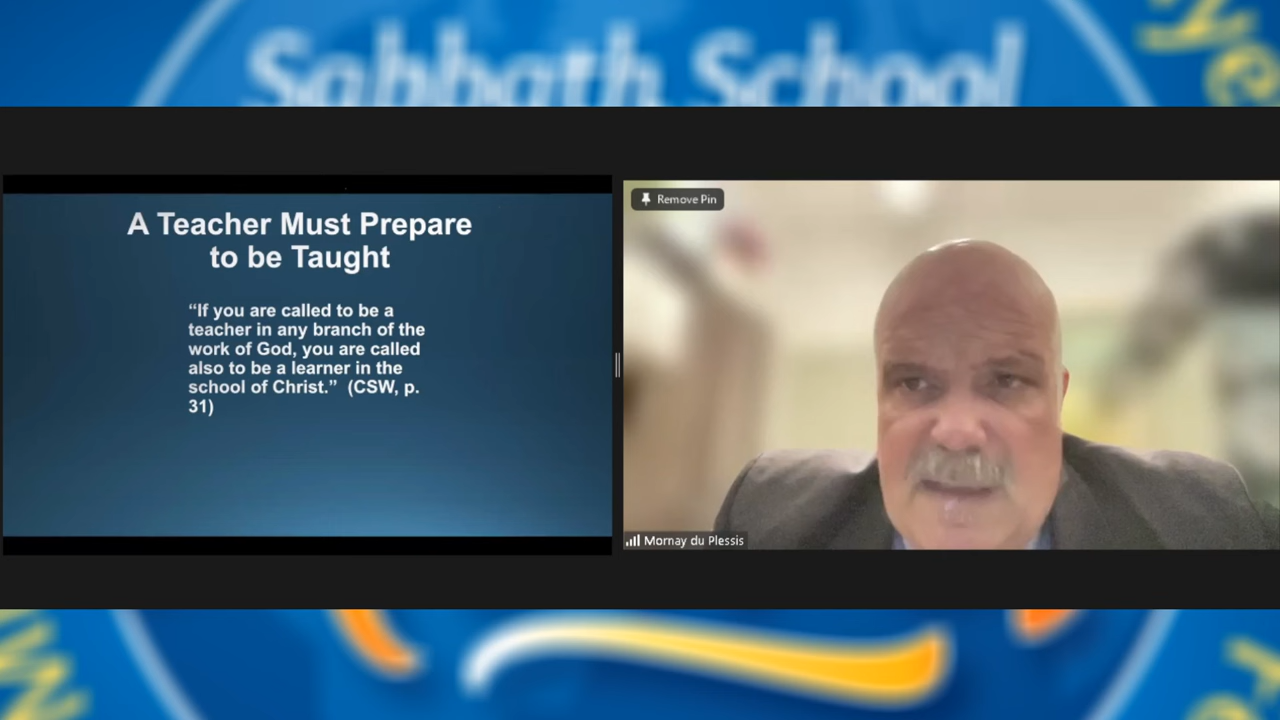 Sabbath School
A Teacher Must Prepare
to be Taught
“If you are called to be a
teacher in any branch of the
work of God, you are called
also to be a learner in the
school of Christ.” (CSW, p.
31)
Remove Pin
Mornay du Plessis